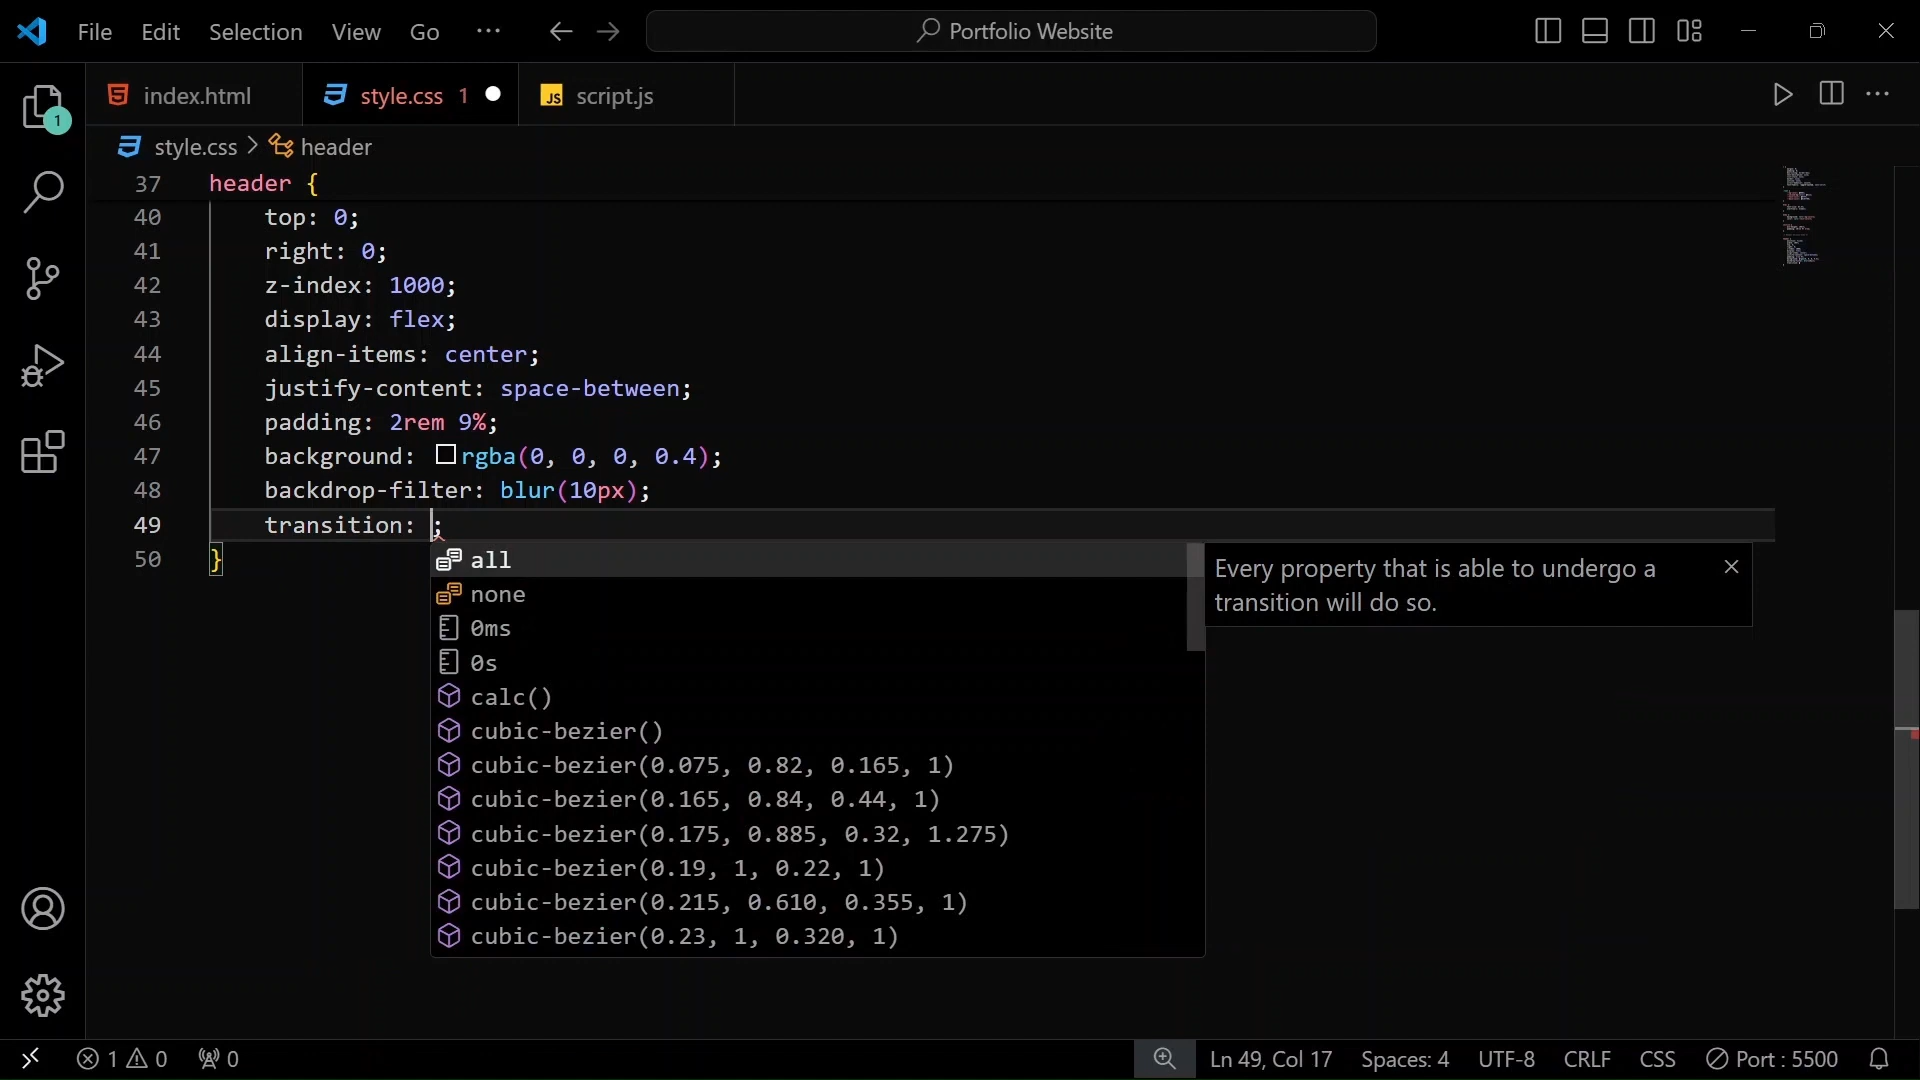 File Edit Selection View Go ··· Portfolio Website
index.html style.css 1 JS script.js
1
style.css > header
37 header {
40 top: 0;
41 right: 0;
42 z-index: 1000;
43 display: flex;
44 align-items: center;
45 justify-content: space-between;
46 padding: 2rem 9%;
47 background: rgba(0, 0, 0, 0.4);
48 backdrop-filter: blur(10px);
49 transition: ;
50 }
all
none
0ms
0s
calc()
cubic-bezier()
cubic-bezier(0.075, 0.82, 0.165, 1)
cubic-bezier(0.165, 0.84, 0.44, 1)
cubic-bezier(0.175, 0.885, 0.32, 1.275)
cubic-bezier(0.19, 1, 0.22, 1)
cubic-bezier(0.215, 0.610, 0.355, 1)
cubic-bezier(0.23, 1, 0.320, 1)
Every property that is able to undergo a
transition will do so.
1 0 0 Ln 49, Col 17 Spaces: 4 UTF-8 CRLF CSS Port : 5500